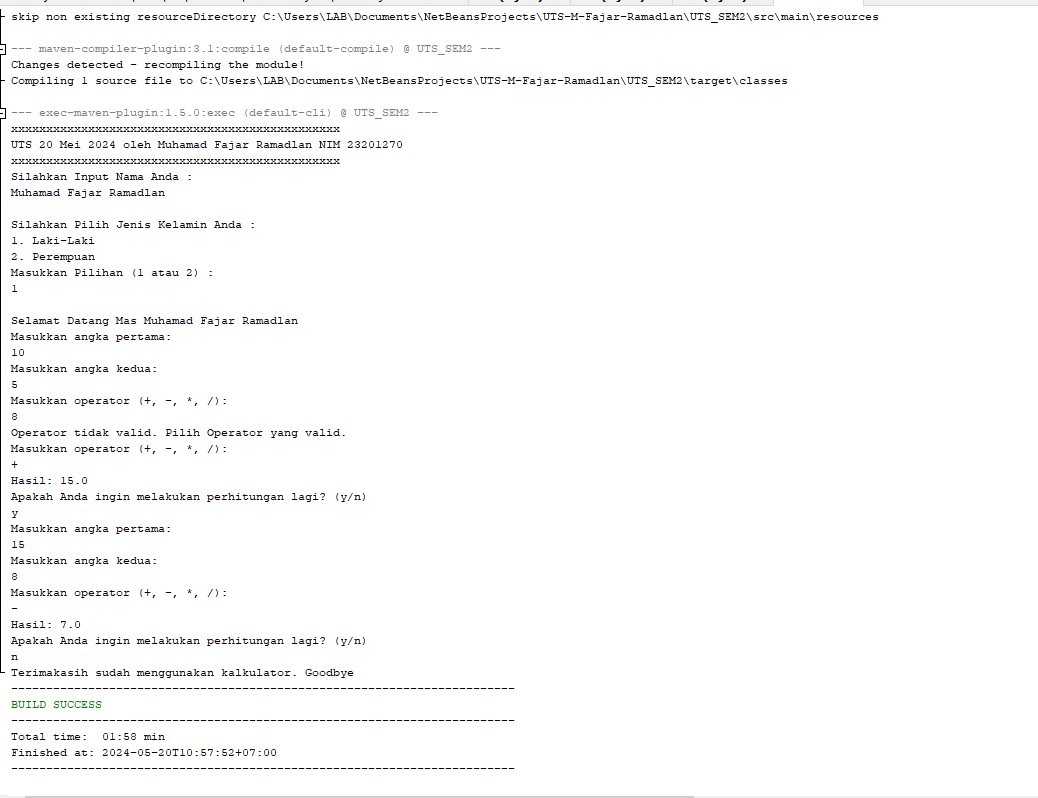 skip non existing resourceDirectory C:\Users\LAB\Documents\NetBeansProjects\UTS-M-Fajar-Ramadlan\UTS_SEM2\src\main\resources
--- maven-compiler-plugin:3.1:compile (default-compile) @ UTS_SEM2 ---
Changes detected - recompiling the module!
Compiling 1 source file to C:\Users\LAB\Documents\NetBeansProjects\UTS-M-Fajar-Ramadlan\UTS_SEM2\target\classes
--- exec-maven-plugin:1.5.0:exec (default-cli) @ UTS_SEM2 ---
xxxxxxxxxxxxxxxxxxxxxxxxxxxxxxxxxxxxxxxxxxxxxxx
UTS 20 Mei 2024 oleh Muhamad Fajar Ramadlan NIM 23201270
xxxxxxxxxxxxxxxxxxxxxxxxxxxxxxxxxxxxxxxxxxxxxxx
Silahkan Input Nama Anda :
Muhamad Fajar Ramadlan
Silahkan Pilih Jenis Kelamin Anda :
1. Laki-Laki
2. Perempuan
Masukkan Pilihan (1 atau 2) :
1
Selamat Datang Mas Muhamad Fajar Ramadlan
Masukkan angka pertama:
10
Masukkan angka kedua:
5
Masukkan operator (+, -, *, /):
8
Operator tidak valid. Pilih Operator yang valid.
Masukkan operator (+, -, *, /):
+
Hasil: 15.0
Apakah Anda ingin melakukan perhitungan lagi? (y/n)
y
Masukkan angka pertama:
15
Masukkan angka kedua:
8
Masukkan operator (+, -, *, /):
-
Hasil: 7.0
Apakah Anda ingin melakukan perhitungan lagi? (y/n)
n
Terimakasih sudah menggunakan kalkulator. Goodbye
------------------------------------------------------------------------
BUILD SUCCESS
------------------------------------------------------------------------
Total time:  01:58 min
Finished at: 2024-05-20T10:57:52+07:00
------------------------------------------------------------------------